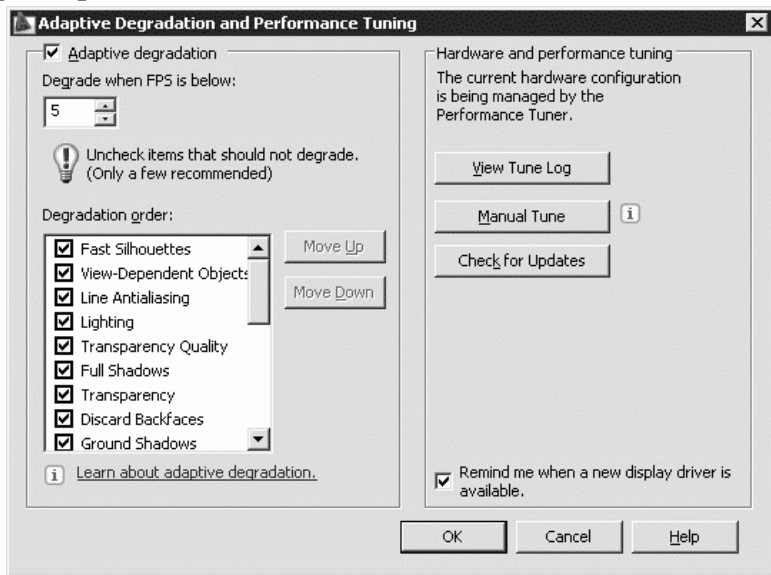 Adaptive Degradation and Performance Tuning
Adaptive degradation
Degrade when FPS is below:
5
Uncheck items that should not degrade.
(Only a few recommended)
Degradation order:
Fast Silhouettes
View-Dependent Objects
Line Antialiasing
Lighting
Transparency Quality
Full Shadows
Transparency
Discard Backfaces
Ground Shadows
Move Up
Move Down
Learn about adaptive degradation.
Hardware and performance tuning
The current hardware configuration
is being managed by the
Performance Tuner.
View Tune Log
Manual Tune
Check for Updates
Remind me when a new display driver is
available.
OK
Cancel
Help